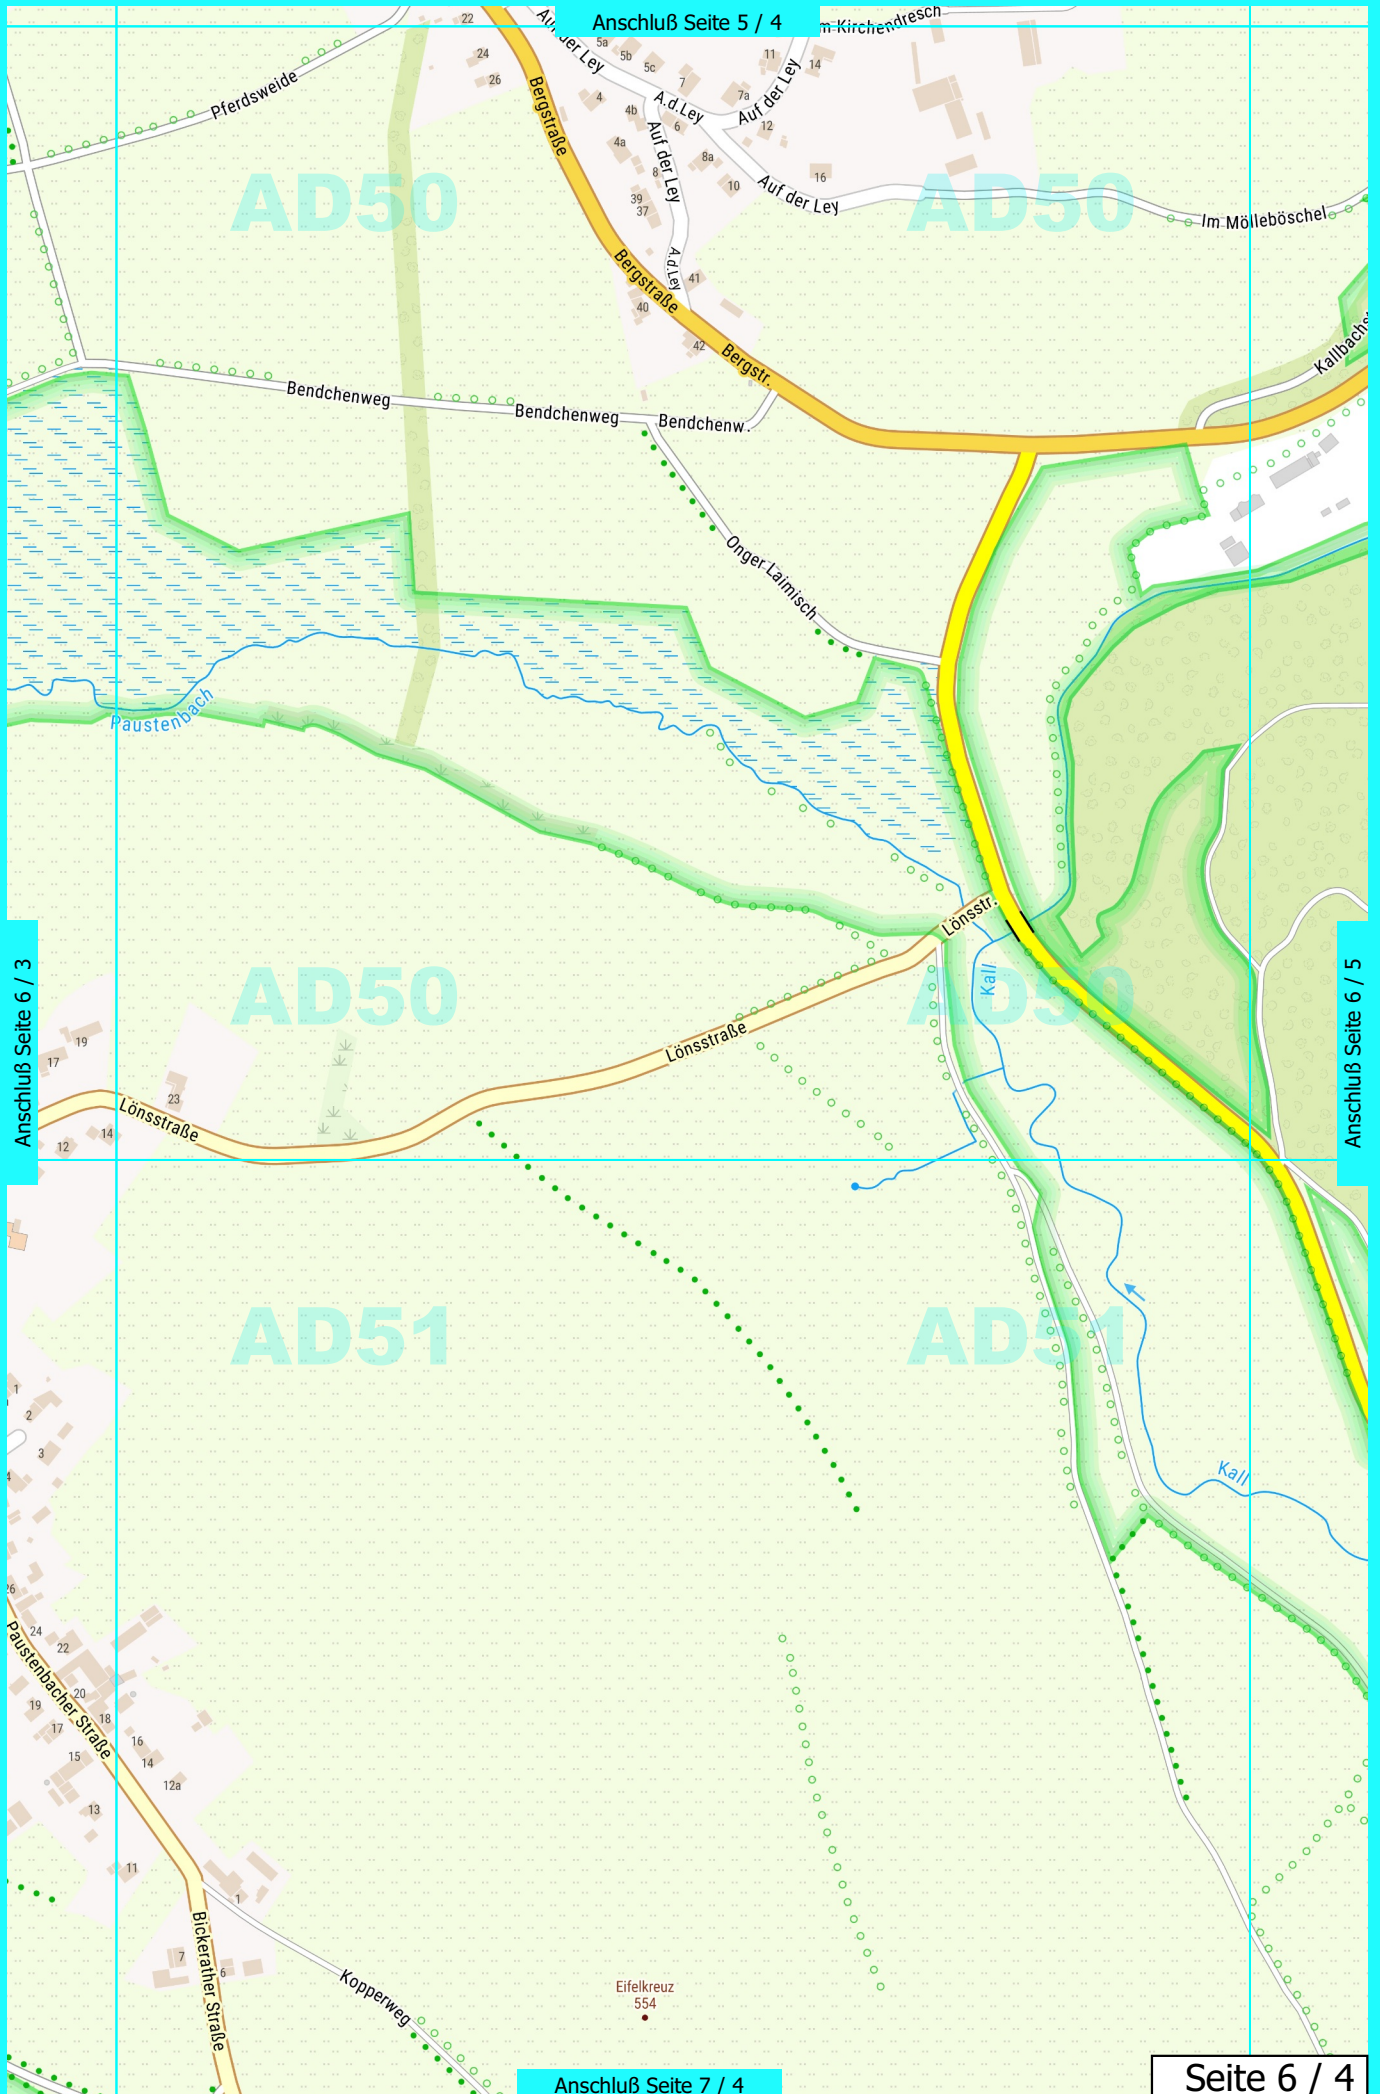 Anschluß Seite 5 / 4
22
Auf der Ley
5a
5b
5c
24
26
Bergstraße
4
4b
7
7a
11
14
Auf der Ley
A.d.Ley
6
12
4a
Auf der Ley
8
8a
10
16
39
37
Auf der Ley
Im Mölleböschel
Pferdsweide
AD50
AD50
A.d.Ley
41
Bergstraße
40
42
Bergstr.
Bendchenweg
Bendchenweg
Bendchenw.
Onger Laimisch
Paustenbach
Lönsstr.
Kall
Anschluß Seite 6 / 3
Anschluß Seite 6 / 5
AD50
AD50
Lönsstraße
19
17
23
Lönsstraße
12
14
AD51
AD51
1
2
3
4
Kall
26
24
22
Paustenbacher Straße
20
19
18
17
16
15
14
12a
13
11
1
7
6
Bickerather Straße
Kopperweg
Eifelkreuz
554
Seite 6 / 4
Anschluß Seite 7 / 4